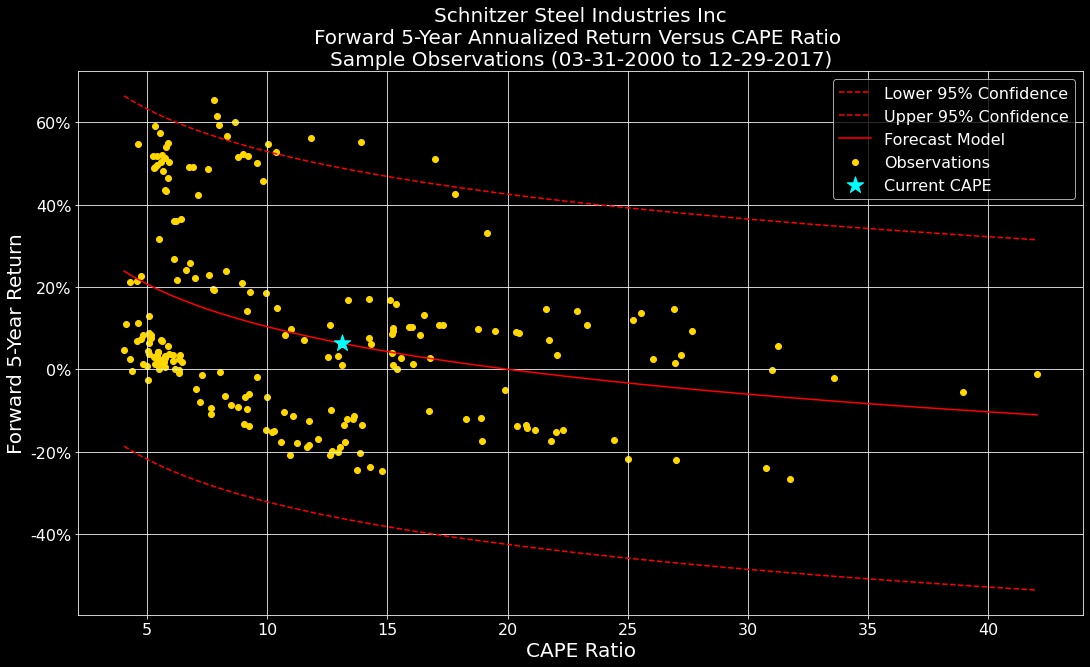 Schnitzer Steel Industries Inc
Forward 5-Year Annualized Return Versus CAPE Ratio
Sample Observations (03-31-2000 to 12-29-2017)
Lower 95% Confidence
Upper 95% Confidence
Forecast Model
Observations
Current CAPE
Forward 5-Year Return
60%
40%
20%
0%
-20%
-40%
5 10 15 20 25 30 35 40
CAPE Ratio